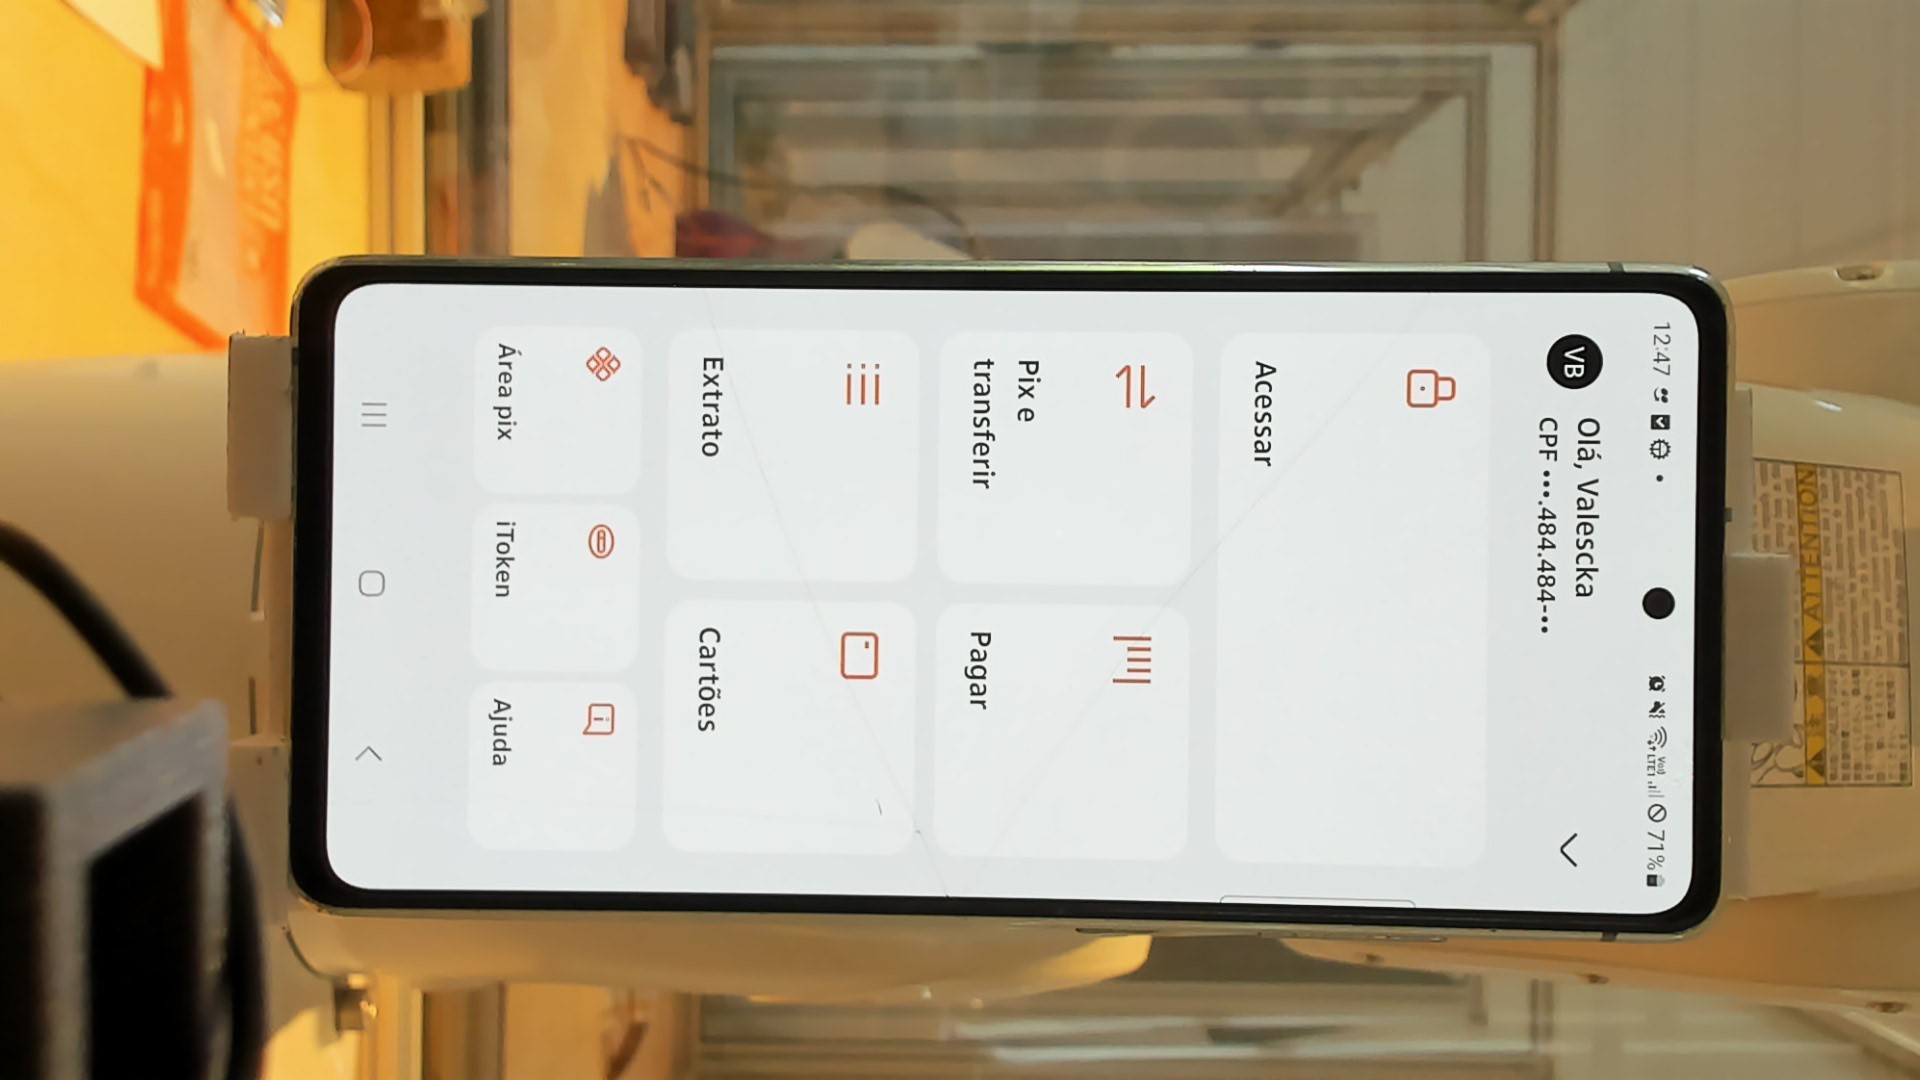 12:47
71%
VB
Olá, Valescka
CPF •••.484.484-••
Acessar
Pix e
transferir
Pagar
Extrato
Cartões
Área pix
iToken
Ajuda
ATTENTION